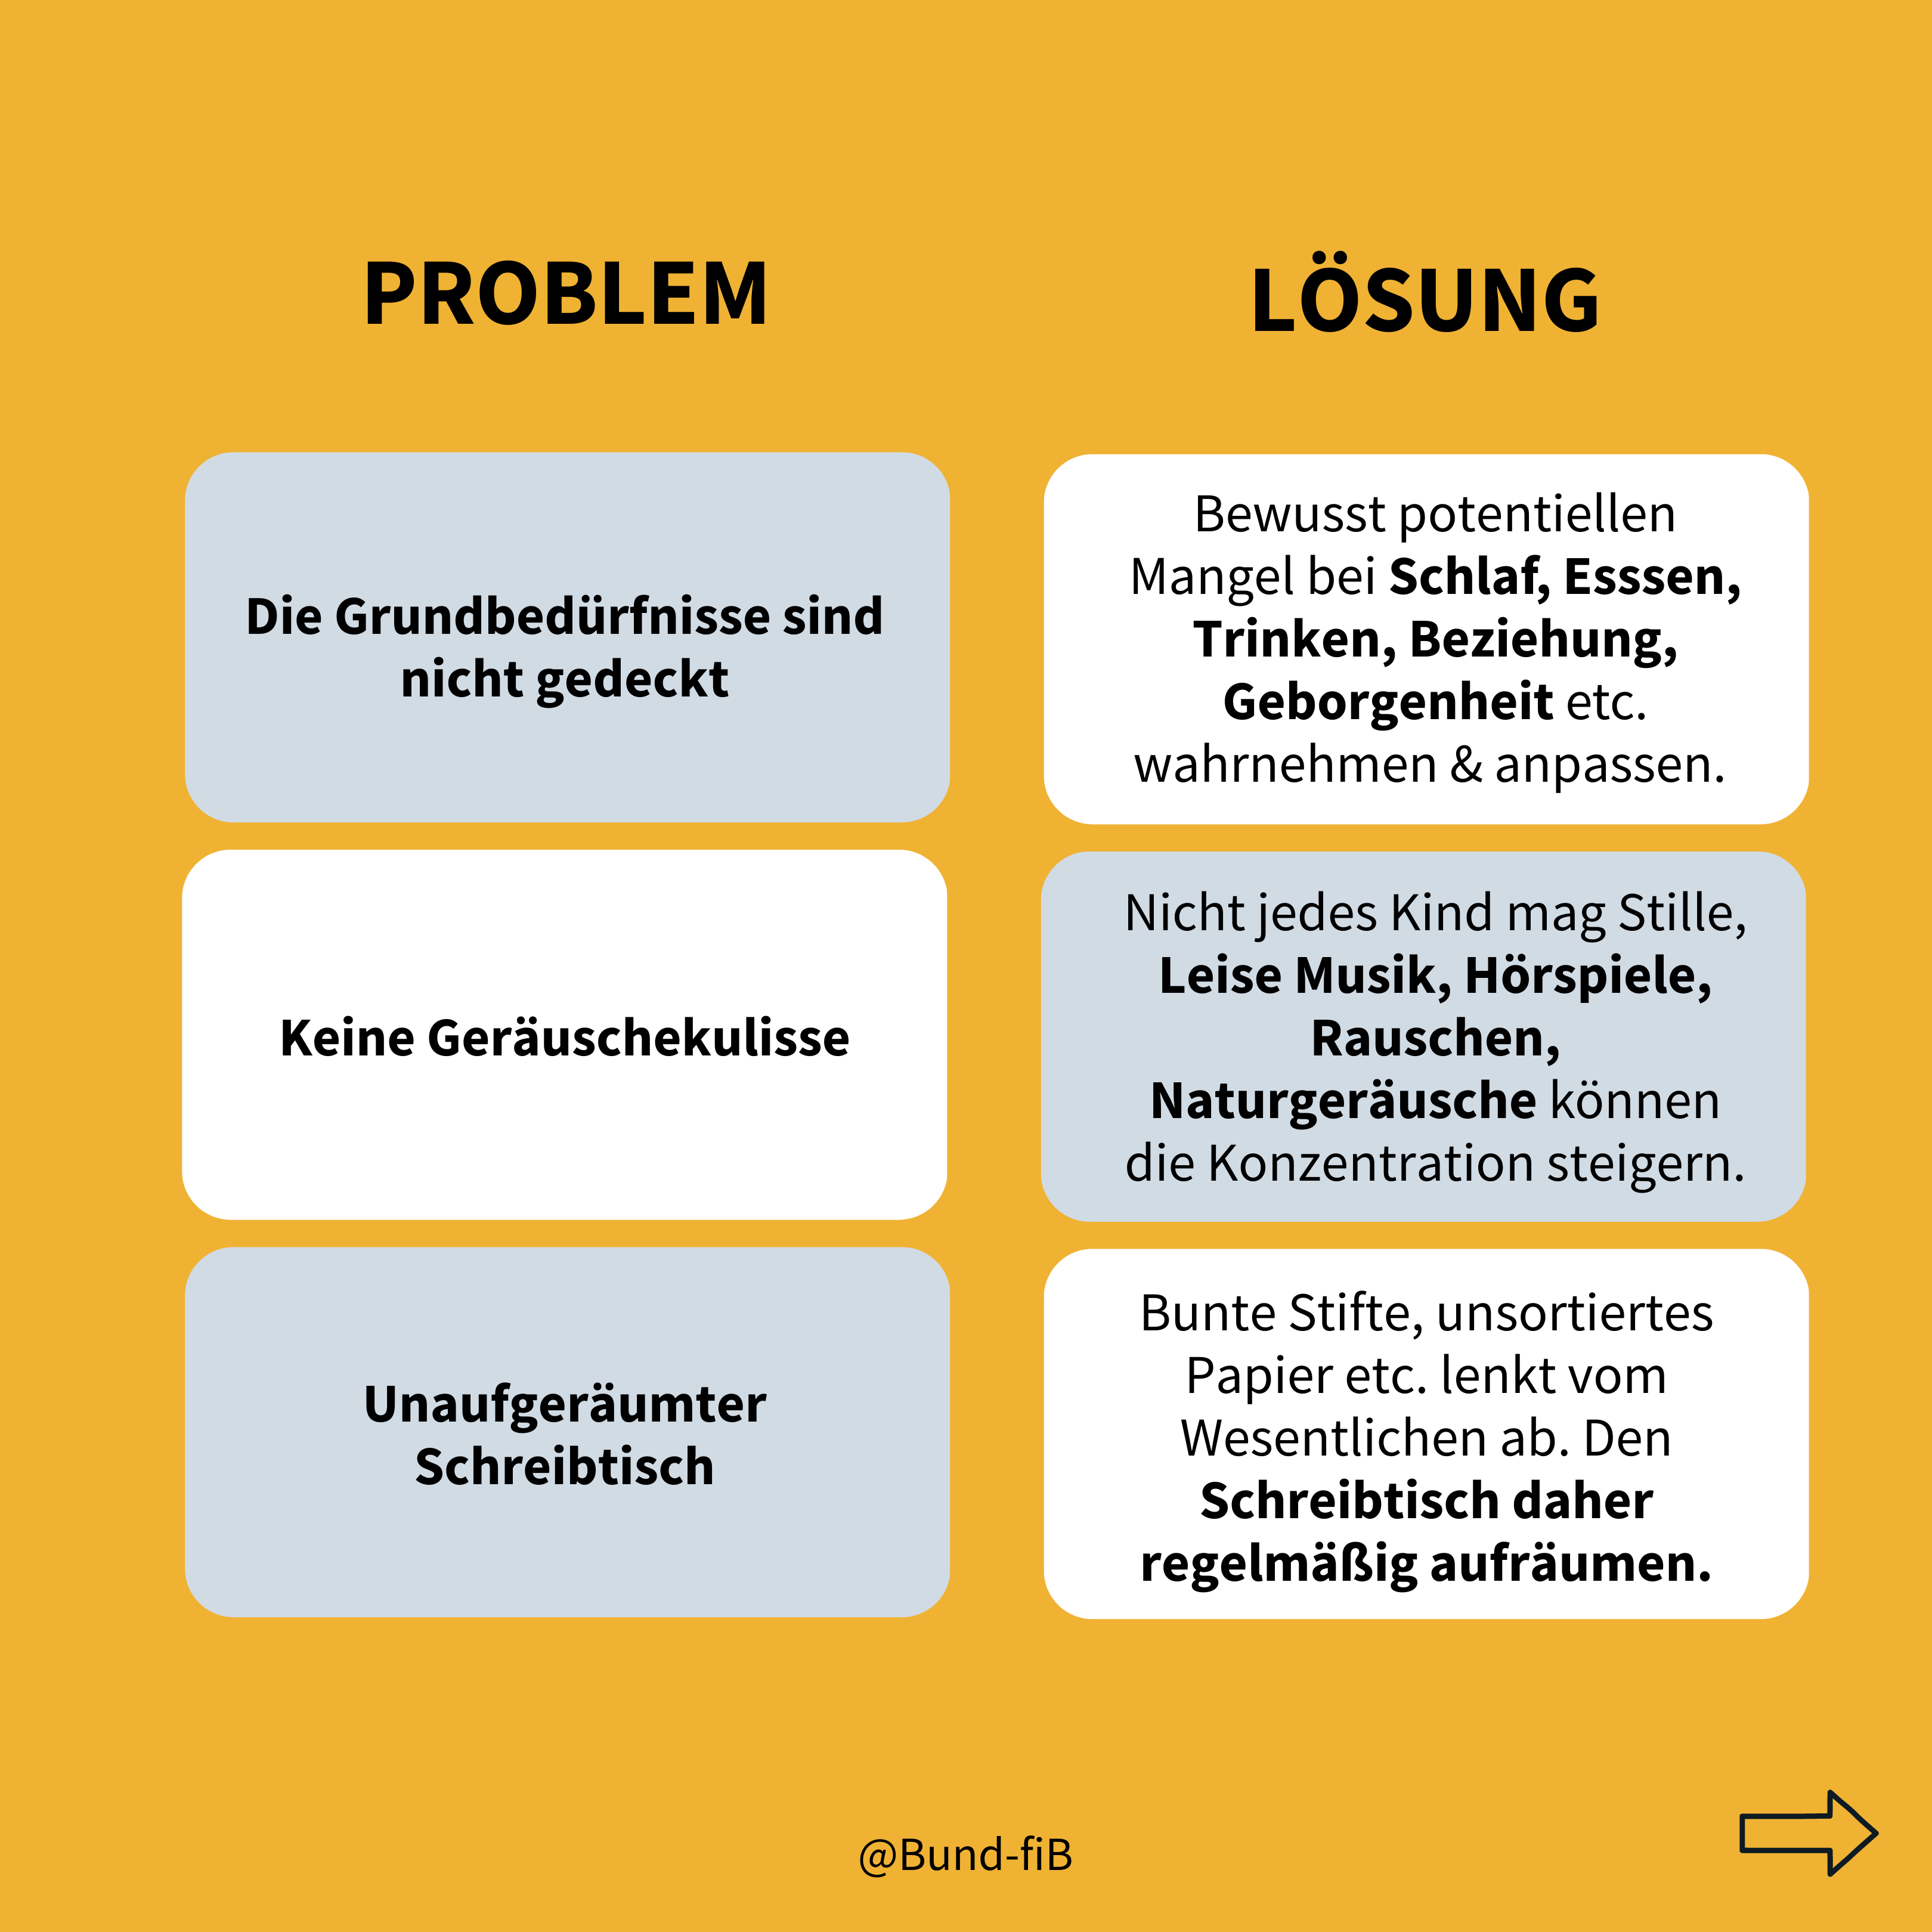 PROBLEM
LÖSUNG
Die Grundbedürfnisse sind
nicht gedeckt
Bewusst potentiellen
Mangel bei Schlaf, Esssen,
Trinken, Beziehung,
Geborgenheit etc.
wahrnehmen & anpassen.
Keine Geräuschekulisse
Nicht jedes Kind mag Stille,
Leise Musik, Hörspiele,
Rauschen,
Naturgeräusche können
die Konzentration steigern.
Unaufgeräumter
Schreibtisch
Bunte Stifte, unsortiertes
Papier etc. lenkt vom
Wesentlichen ab. Den
Schreibtisch daher
regelmäßig aufräumen.
@Bund-fiB